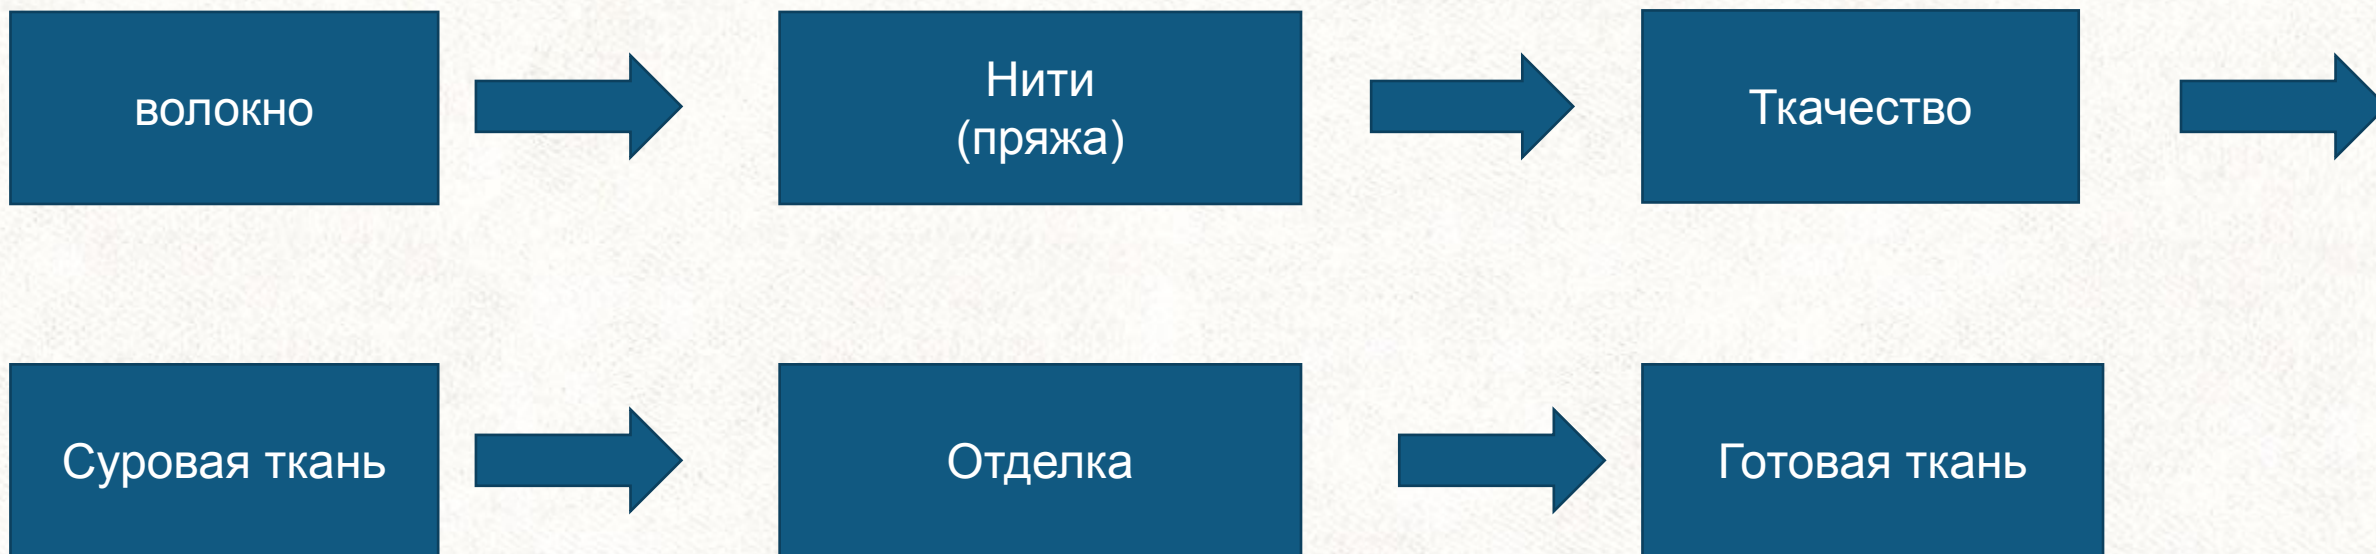 волокно
Нити
(пряжа)
Ткачество
Суровая ткань
Отделка
Готовая ткань